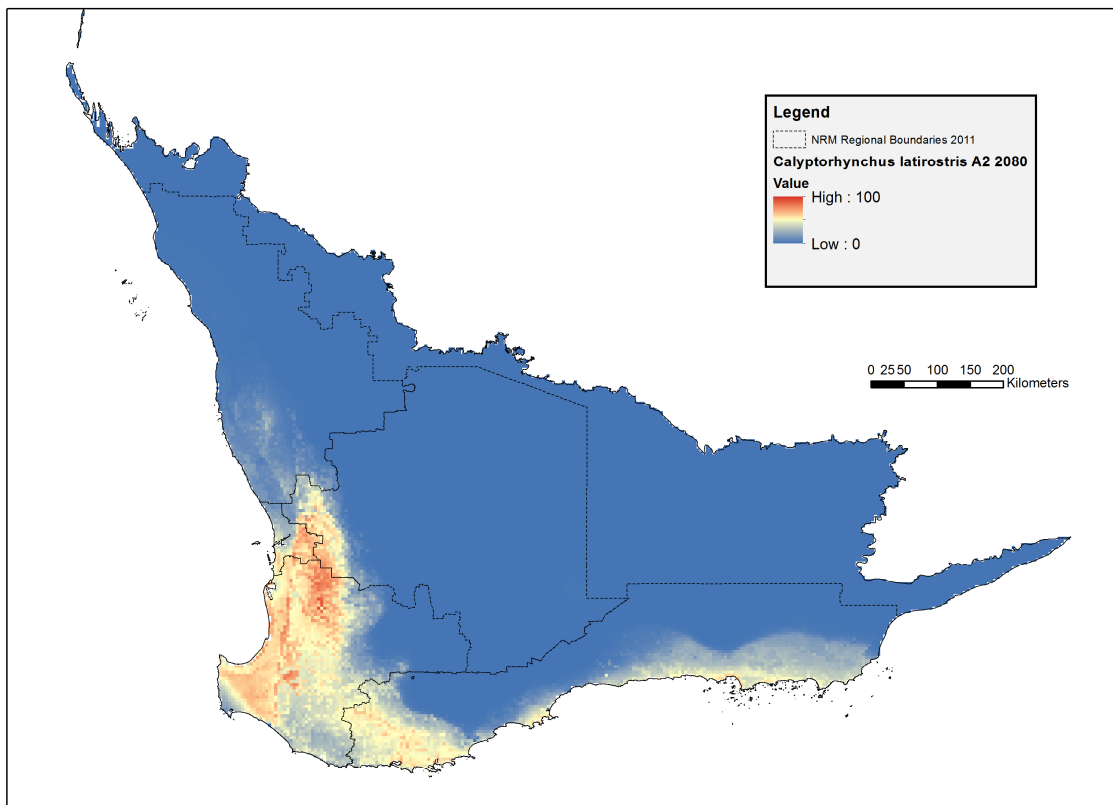 Legend
NRM Regional Boundaries 2011
Calyptorhynchus latirostris A2 2080
Value
High : 100
Low : 0
0 25 50 100 150 200
Kilometers